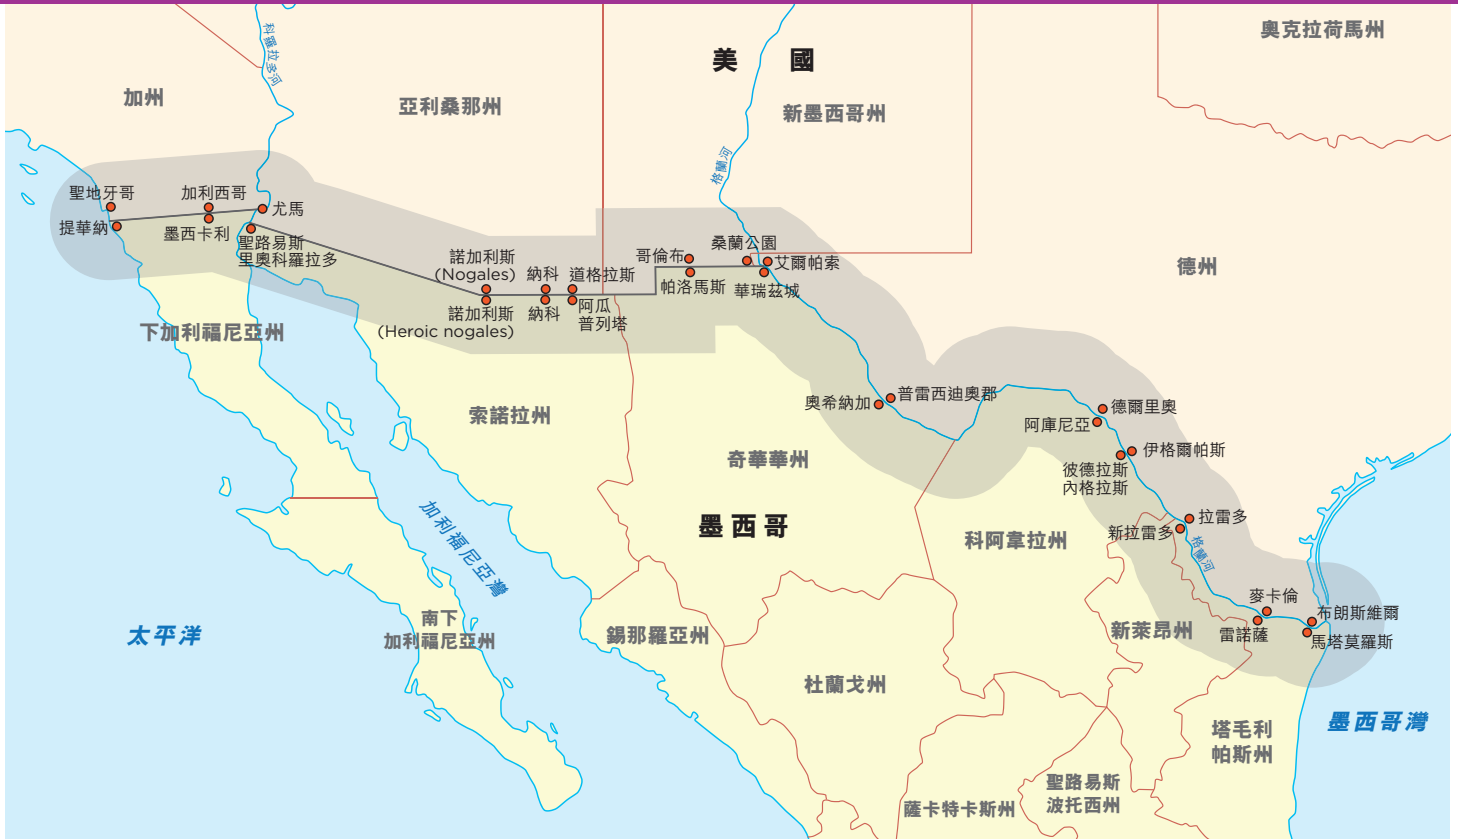 奧克拉荷馬州
科羅拉多河
美 國
加州
亞利桑那州
新墨西哥州
格蘭河
聖地牙哥
加利西哥
尤馬
提華納
墨西卡利
聖路易斯
里奧科羅拉多
諾加利斯
(Nogales)
納科
道格拉斯
哥倫布
桑蘭公園
艾爾帕索
德州
帕洛馬斯
華瑞茲城
諾加利斯
(Heroic nogales)
納科
阿瓜
普列塔
下加利福尼亞州
索諾拉州
奇華華州
普雷西迪奧郡
奧希納加
德爾里奧
阿庫尼亞
伊格爾帕斯
彼德拉斯
內格拉斯
墨西哥
加利福尼亞灣
科阿韋拉州
拉雷多
新拉雷多
格蘭河
太平洋
南下
加利福尼亞州
錫那羅亞州
新萊昂州
麥卡倫
雷諾薩
布朗斯維爾
馬塔莫羅斯
杜蘭戈州
墨西哥灣
塔毛利
帕斯州
薩卡特卡斯州
聖路易斯
波托西州